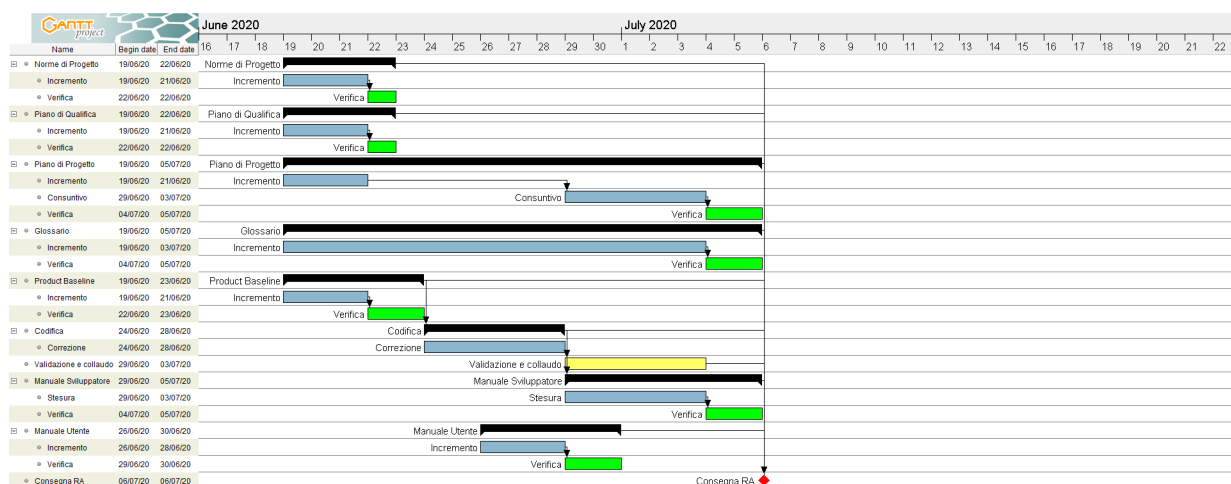 GANTT project
June 2020 July 2020
Name Begin date End date 16 17 18 19 20 21 22 23 24 25 26 27 28 29 30 1 2 3 4 5 6 7 8 9 10 11 12 13 14 15 16 17 18 19 20 21 22
Norme di Progetto 19/06/20 22/06/20 Norme di Progetto
Incremento 19/06/20 21/06/20 Incremento
Verifica 22/06/20 22/06/20 Verifica
Piano di Qualifica 19/06/20 22/06/20 Piano di Qualifica
Incremento 19/06/20 21/06/20 Incremento
Verifica 22/06/20 22/06/20 Verifica
Piano di Progetto 19/06/20 05/07/20 Piano di Progetto
Incremento 19/06/20 21/06/20 Incremento
Consuntivo 29/06/20 03/07/20 Consuntivo
Verifica 04/07/20 05/07/20 Verifica
Glossario 19/06/20 05/07/20 Glossario
Incremento 19/06/20 03/07/20 Incremento
Verifica 04/07/20 05/07/20 Verifica
Product Baseline 19/06/20 23/06/20 Product Baseline
Incremento 19/06/20 21/06/20 Incremento
Verifica 22/06/20 23/06/20 Verifica
Codifica 24/06/20 28/06/20 Codifica
Correzione 24/06/20 28/06/20 Correzione
Validazione e collaudo 29/06/20 03/07/20 Validazione e collaudo
Manuale Sviluppatore 29/06/20 05/07/20 Manuale Sviluppatore
Stesura 29/06/20 03/07/20 Stesura
Verifica 04/07/20 05/07/20 Verifica
Manuale Utente 26/06/20 30/06/20 Manuale Utente
Incremento 26/06/20 28/06/20 Incremento
Verifica 29/06/20 30/06/20 Verifica
Consegna RA 06/07/20 06/07/20 Consegna RA